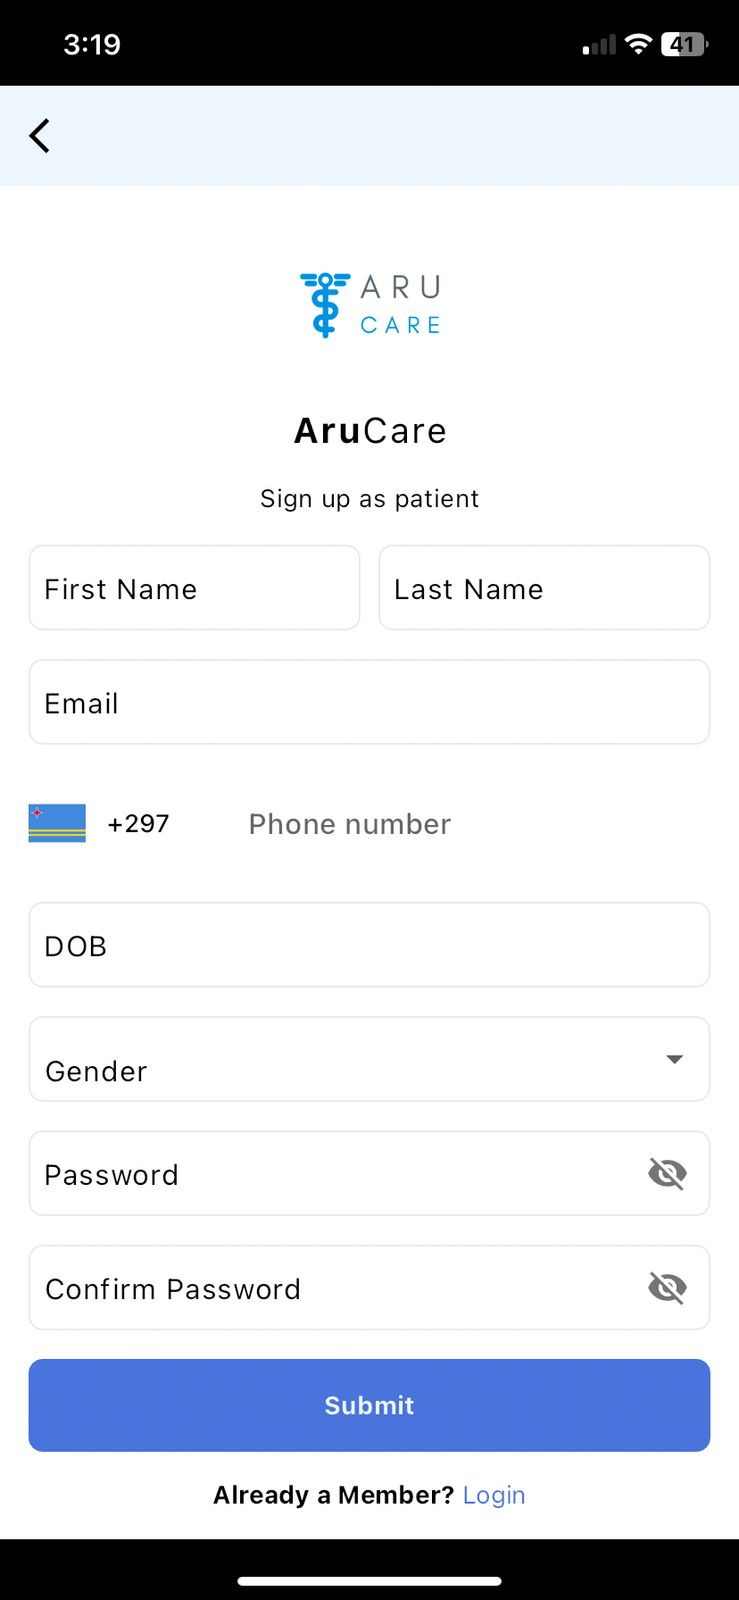 3:19
41
ARU
CARE
AruCare
Sign up as patient
First Name Last Name
Email
+297 Phone number
DOB
Gender
Password
Confirm Password
Submit
Already a Member? Login